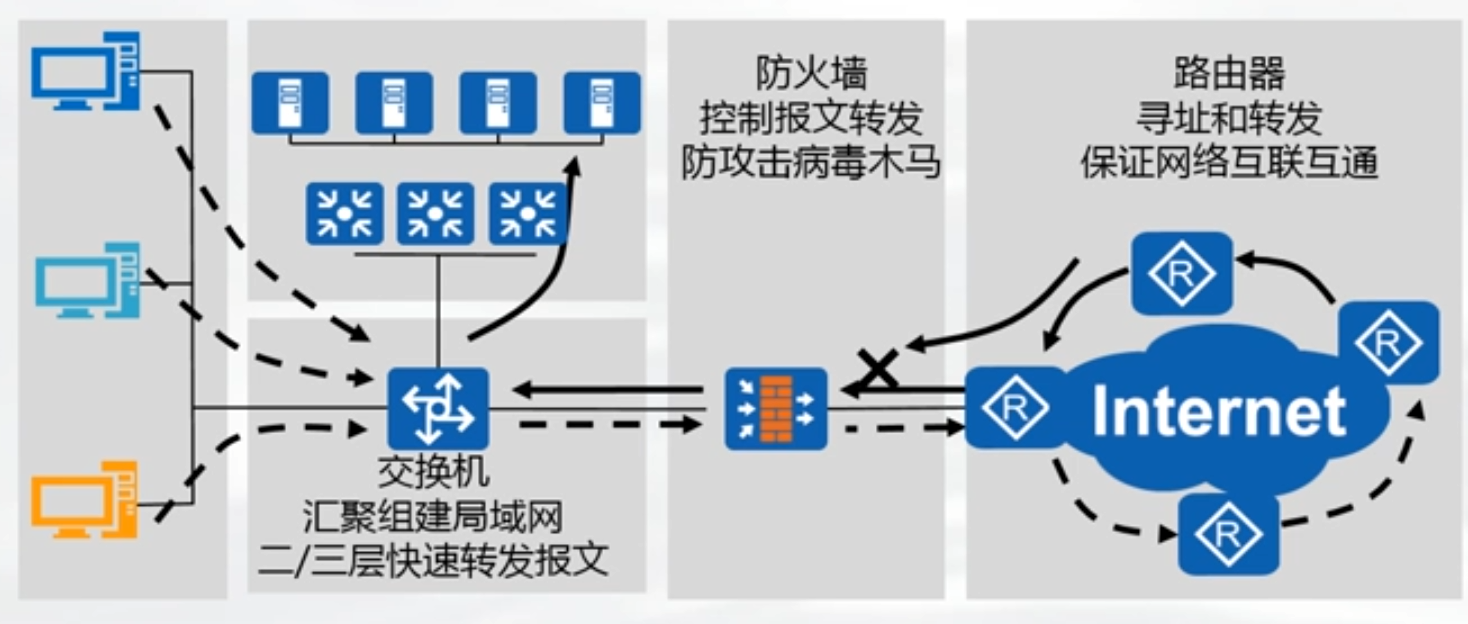 防火墙
控制报文转发
防攻击病毒木马
路由器
寻址和转发
保证网络互联互通
R
R
R
Internet
R
交换机
汇聚组建局域网
二/三层快速转发报文